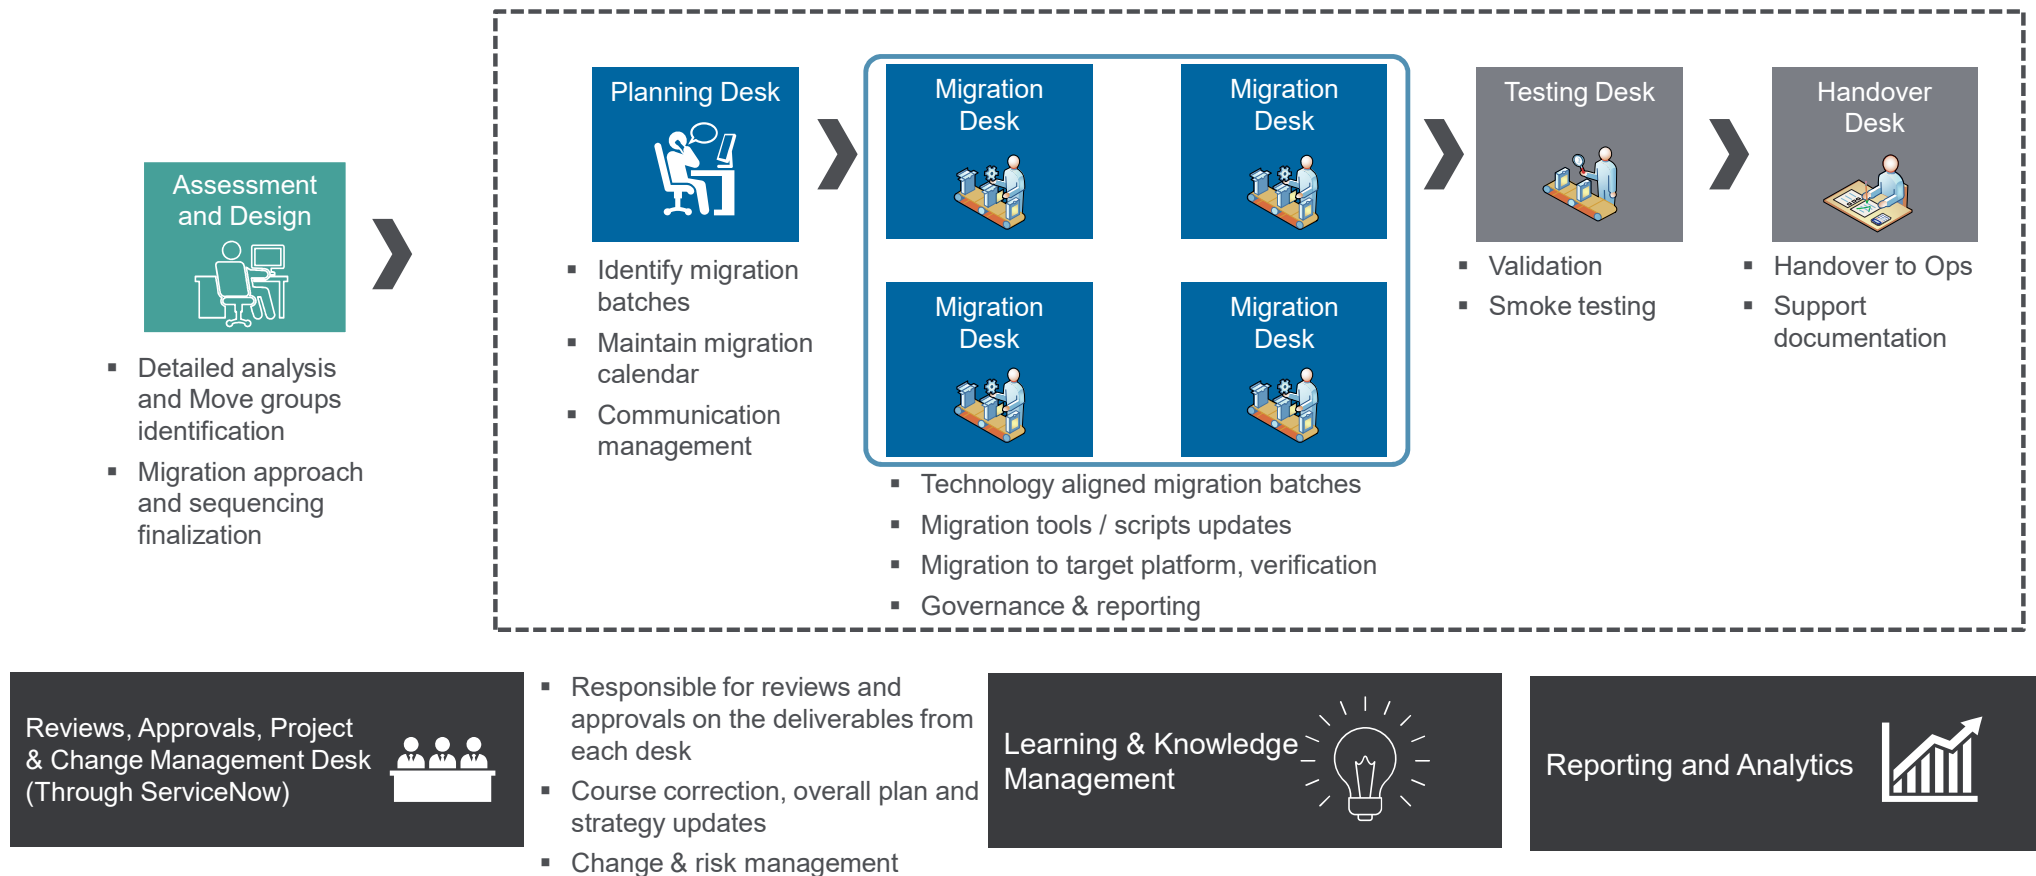 Assessment
and Design
▪ Detailed analysis
and Move groups
identification
▪ Migration approach
and sequencing
finalization
Planning Desk
▪ Identify migration
batches
▪ Maintain migration
calendar
▪ Communication
management
Migration
Desk
Migration
Desk
Migration
Desk
Migration
Desk
▪ Technology aligned migration batches
▪ Migration tools / scripts updates
▪ Migration to target platform, verification
▪ Governance & reporting
Testing Desk
▪ Validation
▪ Smoke testing
Handover
Desk
▪ Handover to Ops
▪ Support
documentation
Reviews, Approvals, Project
& Change Management Desk
(Through ServiceNow)
▪ Responsible for reviews and
approvals on the deliverables from
each desk
▪ Course correction, overall plan and
strategy updates
▪ Change & risk management
Learning & Knowledge
Management
Reporting and Analytics